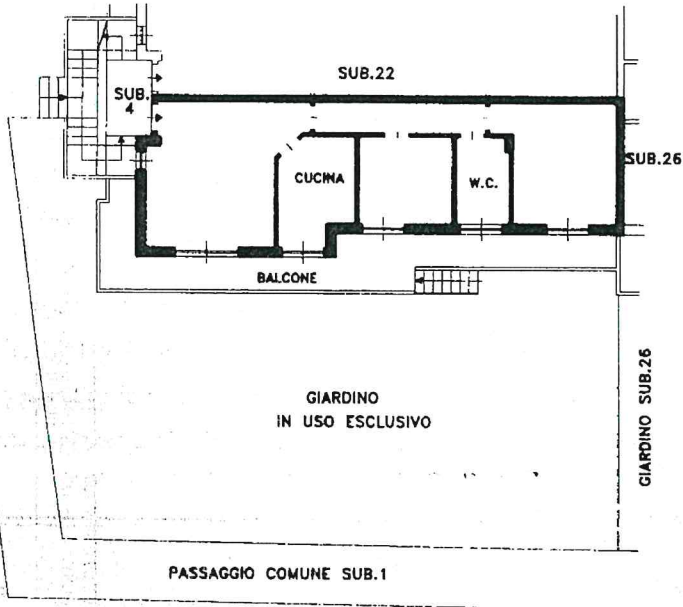 SUB.22
SUB.
4
SUB.26
CUCINA
W.C.
BALCONE
GIARDINO
IN USO ESCLUSIVO
GIARDINO SUB.26
PASSAGGIO COMUNE SUB.1